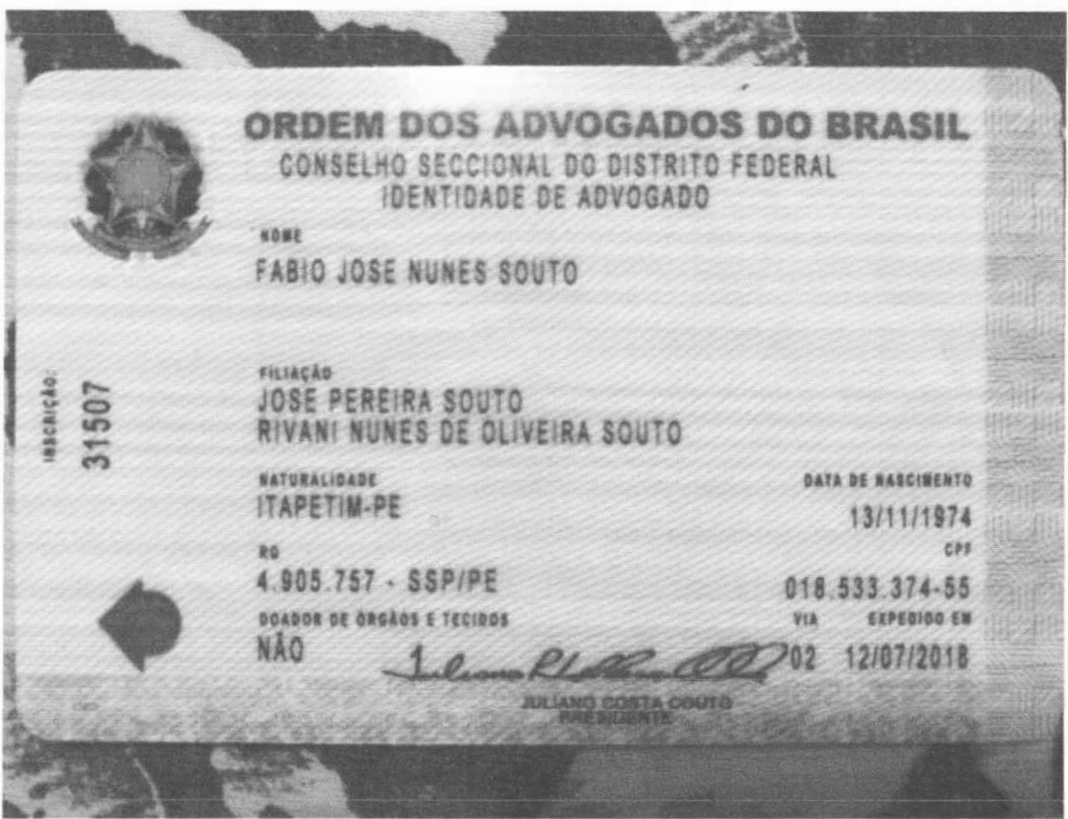 ORDEM DOS ADVOGADOS DO BRASIL
CONSELHO SECCIONAL DO DISTRITO FEDERAL
IDENTIDADE DE ADVOGADO
NOME
FABIO JOSE NUNES SOUTO
INSCRIÇÃO:
31507
FILIAÇÃO
JOSE PEREIRA SOUTO
RIVANI NUNES DE OLIVEIRA SOUTO
NATURALIDADE
ITAPETIM-PE
DATA DE NASCIMENTO
13/11/1974
RG
4.905.757 - SSP/PE
CPF
018.533.374-55
DOADOR DE ÓRGÃOS E TECIDOS
NÃO
VIA
02
EXPEDIDO EM
12/07/2018
JULIANO COSTA COUTO
PRESIDENTE